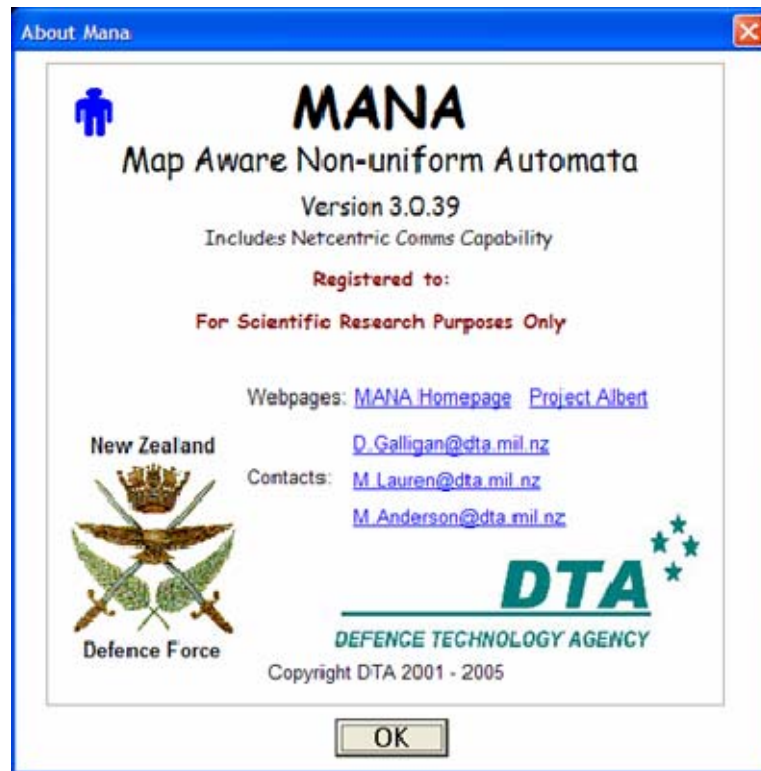 About Mana
MANA
Map Aware Non-uniform Automata
Version 3.0.39
Includes Netcentric Comms Capability
Registered to:
For Scientific Research Purposes Only
Webpages: MANA Homepage Project Albert
New Zealand
D.Galligan@dta.mil.nz
Contacts: M.Lauren@dta.mil.nz
M.Anderson@dta.mil.nz
DTA
DEFENCE TECHNOLOGY AGENCY
Defence Force
Copyright DTA 2001 - 2005
OK